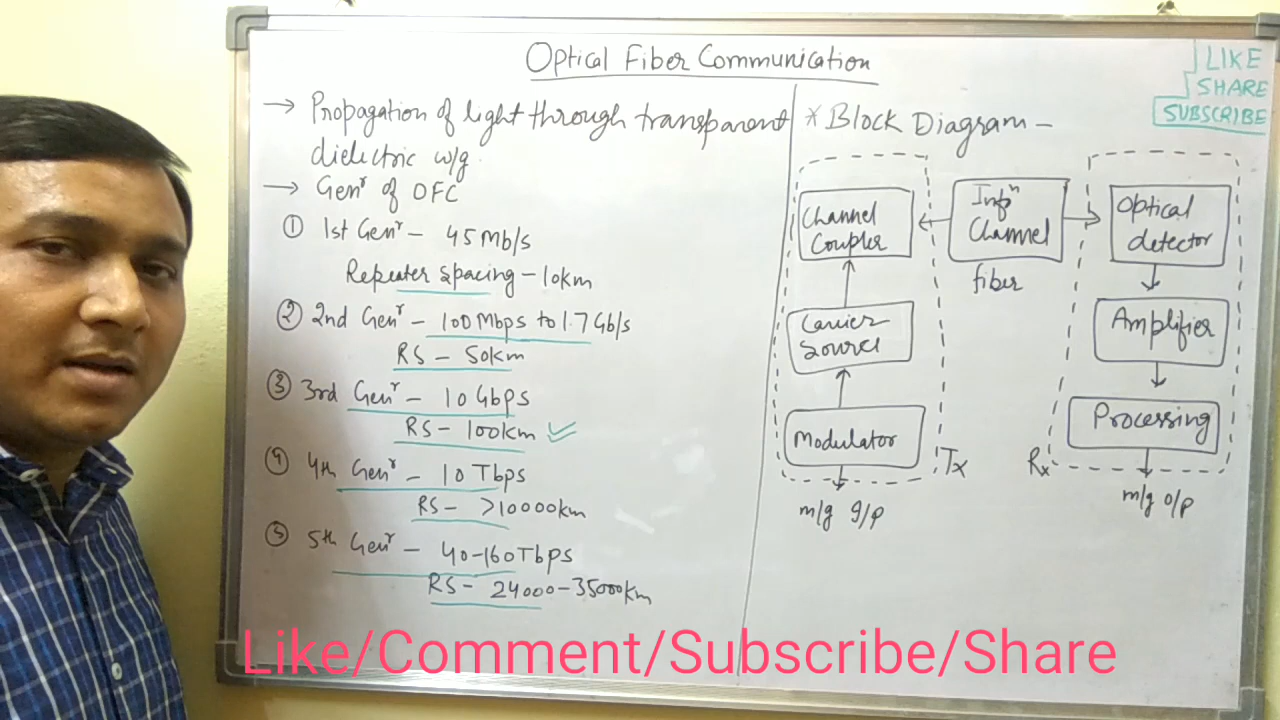 Optical Fiber Communication
LIKE
SHARE
SUBSCRIBE
→ Propagation of light through transparent
dielectric w/g.
→ Genʳ of OFC
① 1st Genʳ - 45 Mb/s
Repeater spacing - 10km
② 2nd Genʳ - 100 Mbps to 1.7 Gb/s
RS - 50km
③ 3rd Genʳ - 10 Gbps
RS - 100km
④ 4th Genʳ - 10 Tbps
RS - >10000km
⑤ 5th Genʳ - 40-160Tbps
RS - 24000-35000km
* Block Diagram -
Channel
Coupler
Carrier
Source
Modulator
Tx
m/g I/p
Infoⁿ
Channel
fiber
Optical
detector
Amplifier
Processing
Rx
m/g o/p
Like/Comment/Subscribe/Share